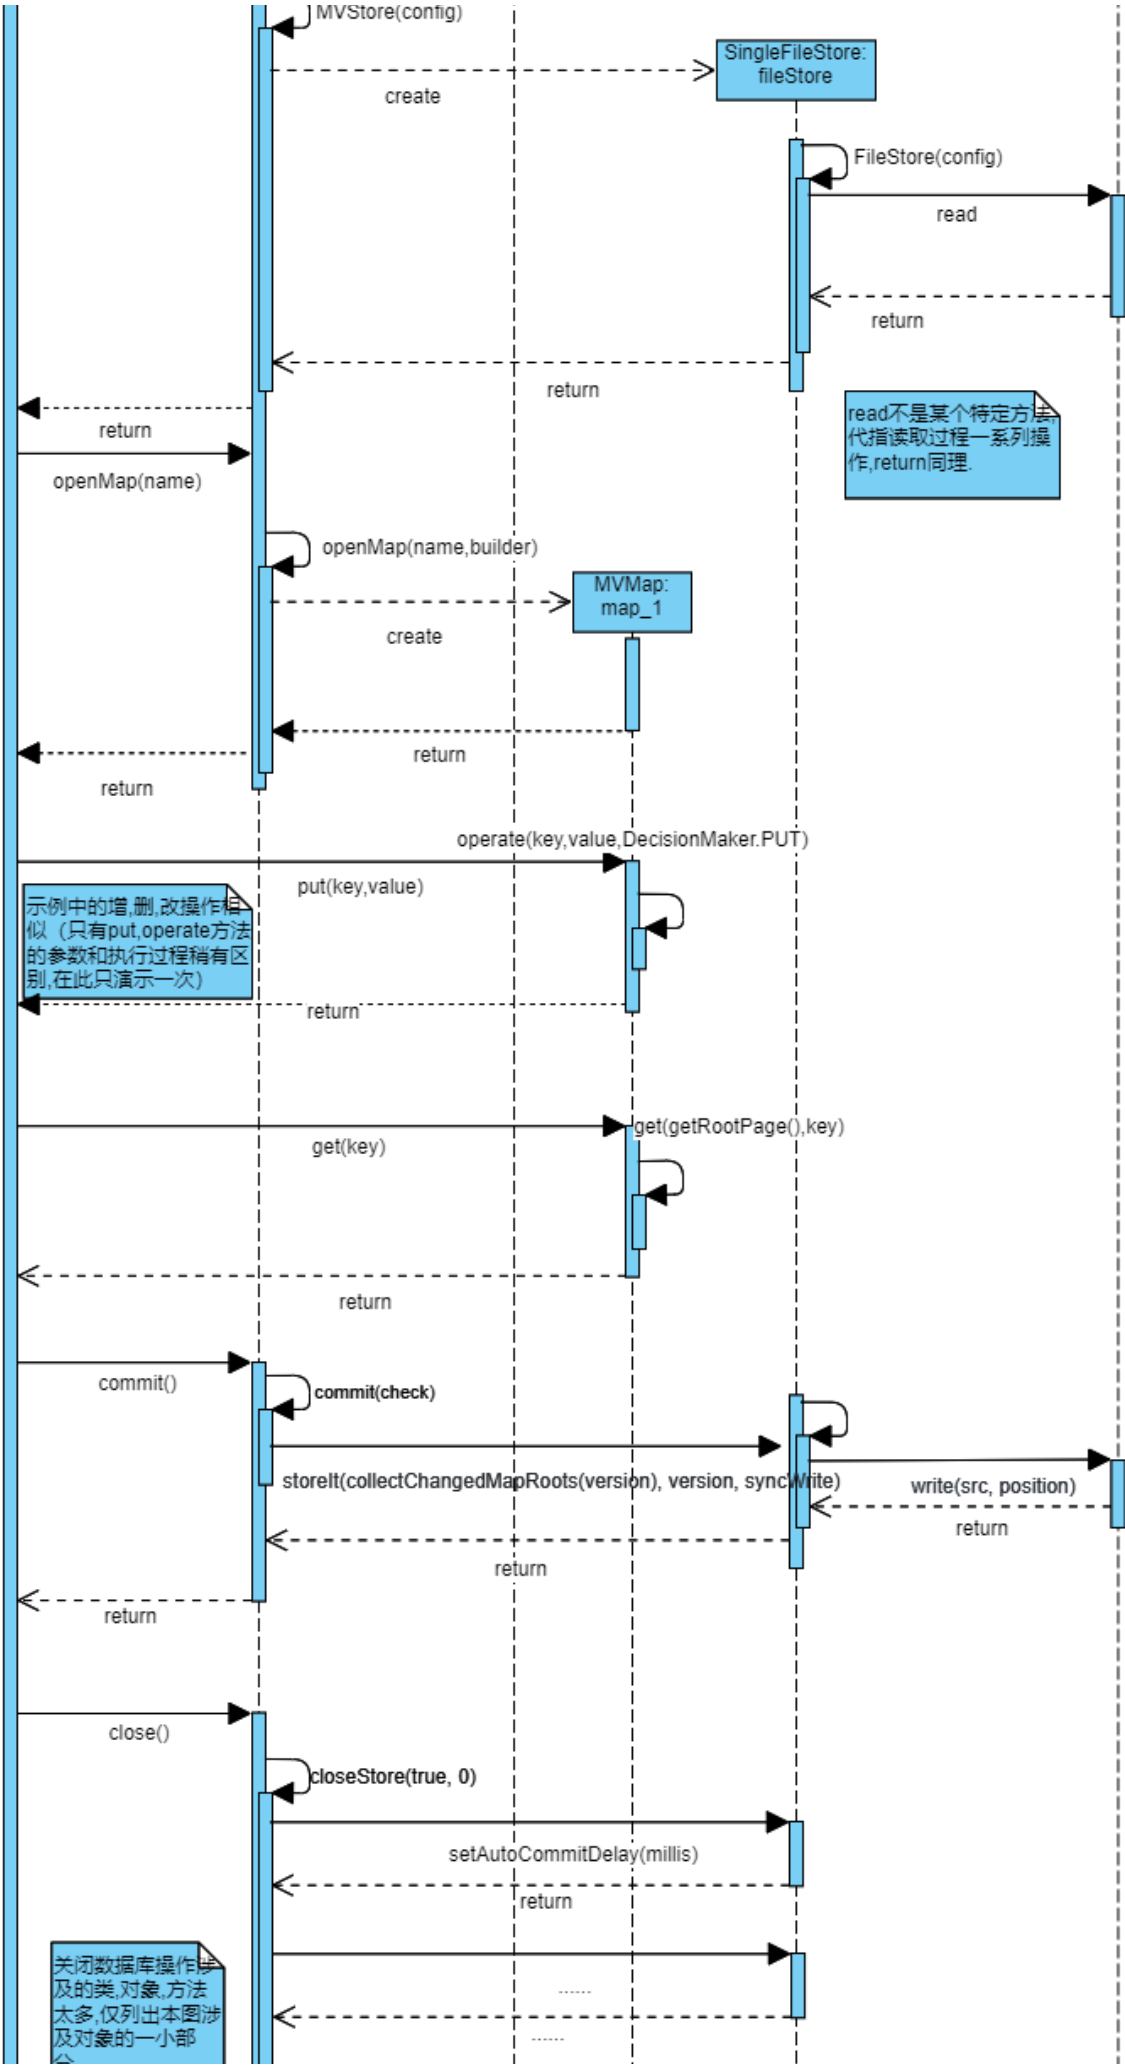 MVStore(config)
SingleFileStore:
fileStore
create
FileStore(config)
read
return
return
read不是某个特定方法,
代指读取过程一系列操
作,return同理.
return
openMap(name)
openMap(name,builder)
MVMap:
map_1
create
return
return
operate(key,value,DecisionMaker.PUT)
put(key,value)
示例中的增,删,改操作相
似（只有put,operate方法
的参数和执行过程稍有区
别,在此只演示一次）
return
get(getRootPage(),key)
get(key)
return
commit()
commit(check)
storeIt(collectChangedMapRoots(version), version, syncWrite)
write(src, position)
return
return
return
close()
closeStore(true, 0)
setAutoCommitDelay(millis)
return
关闭数据库操作涉
及的类,对象,方法
太多,仅列出本图涉
及对象的一小部
分
......
......